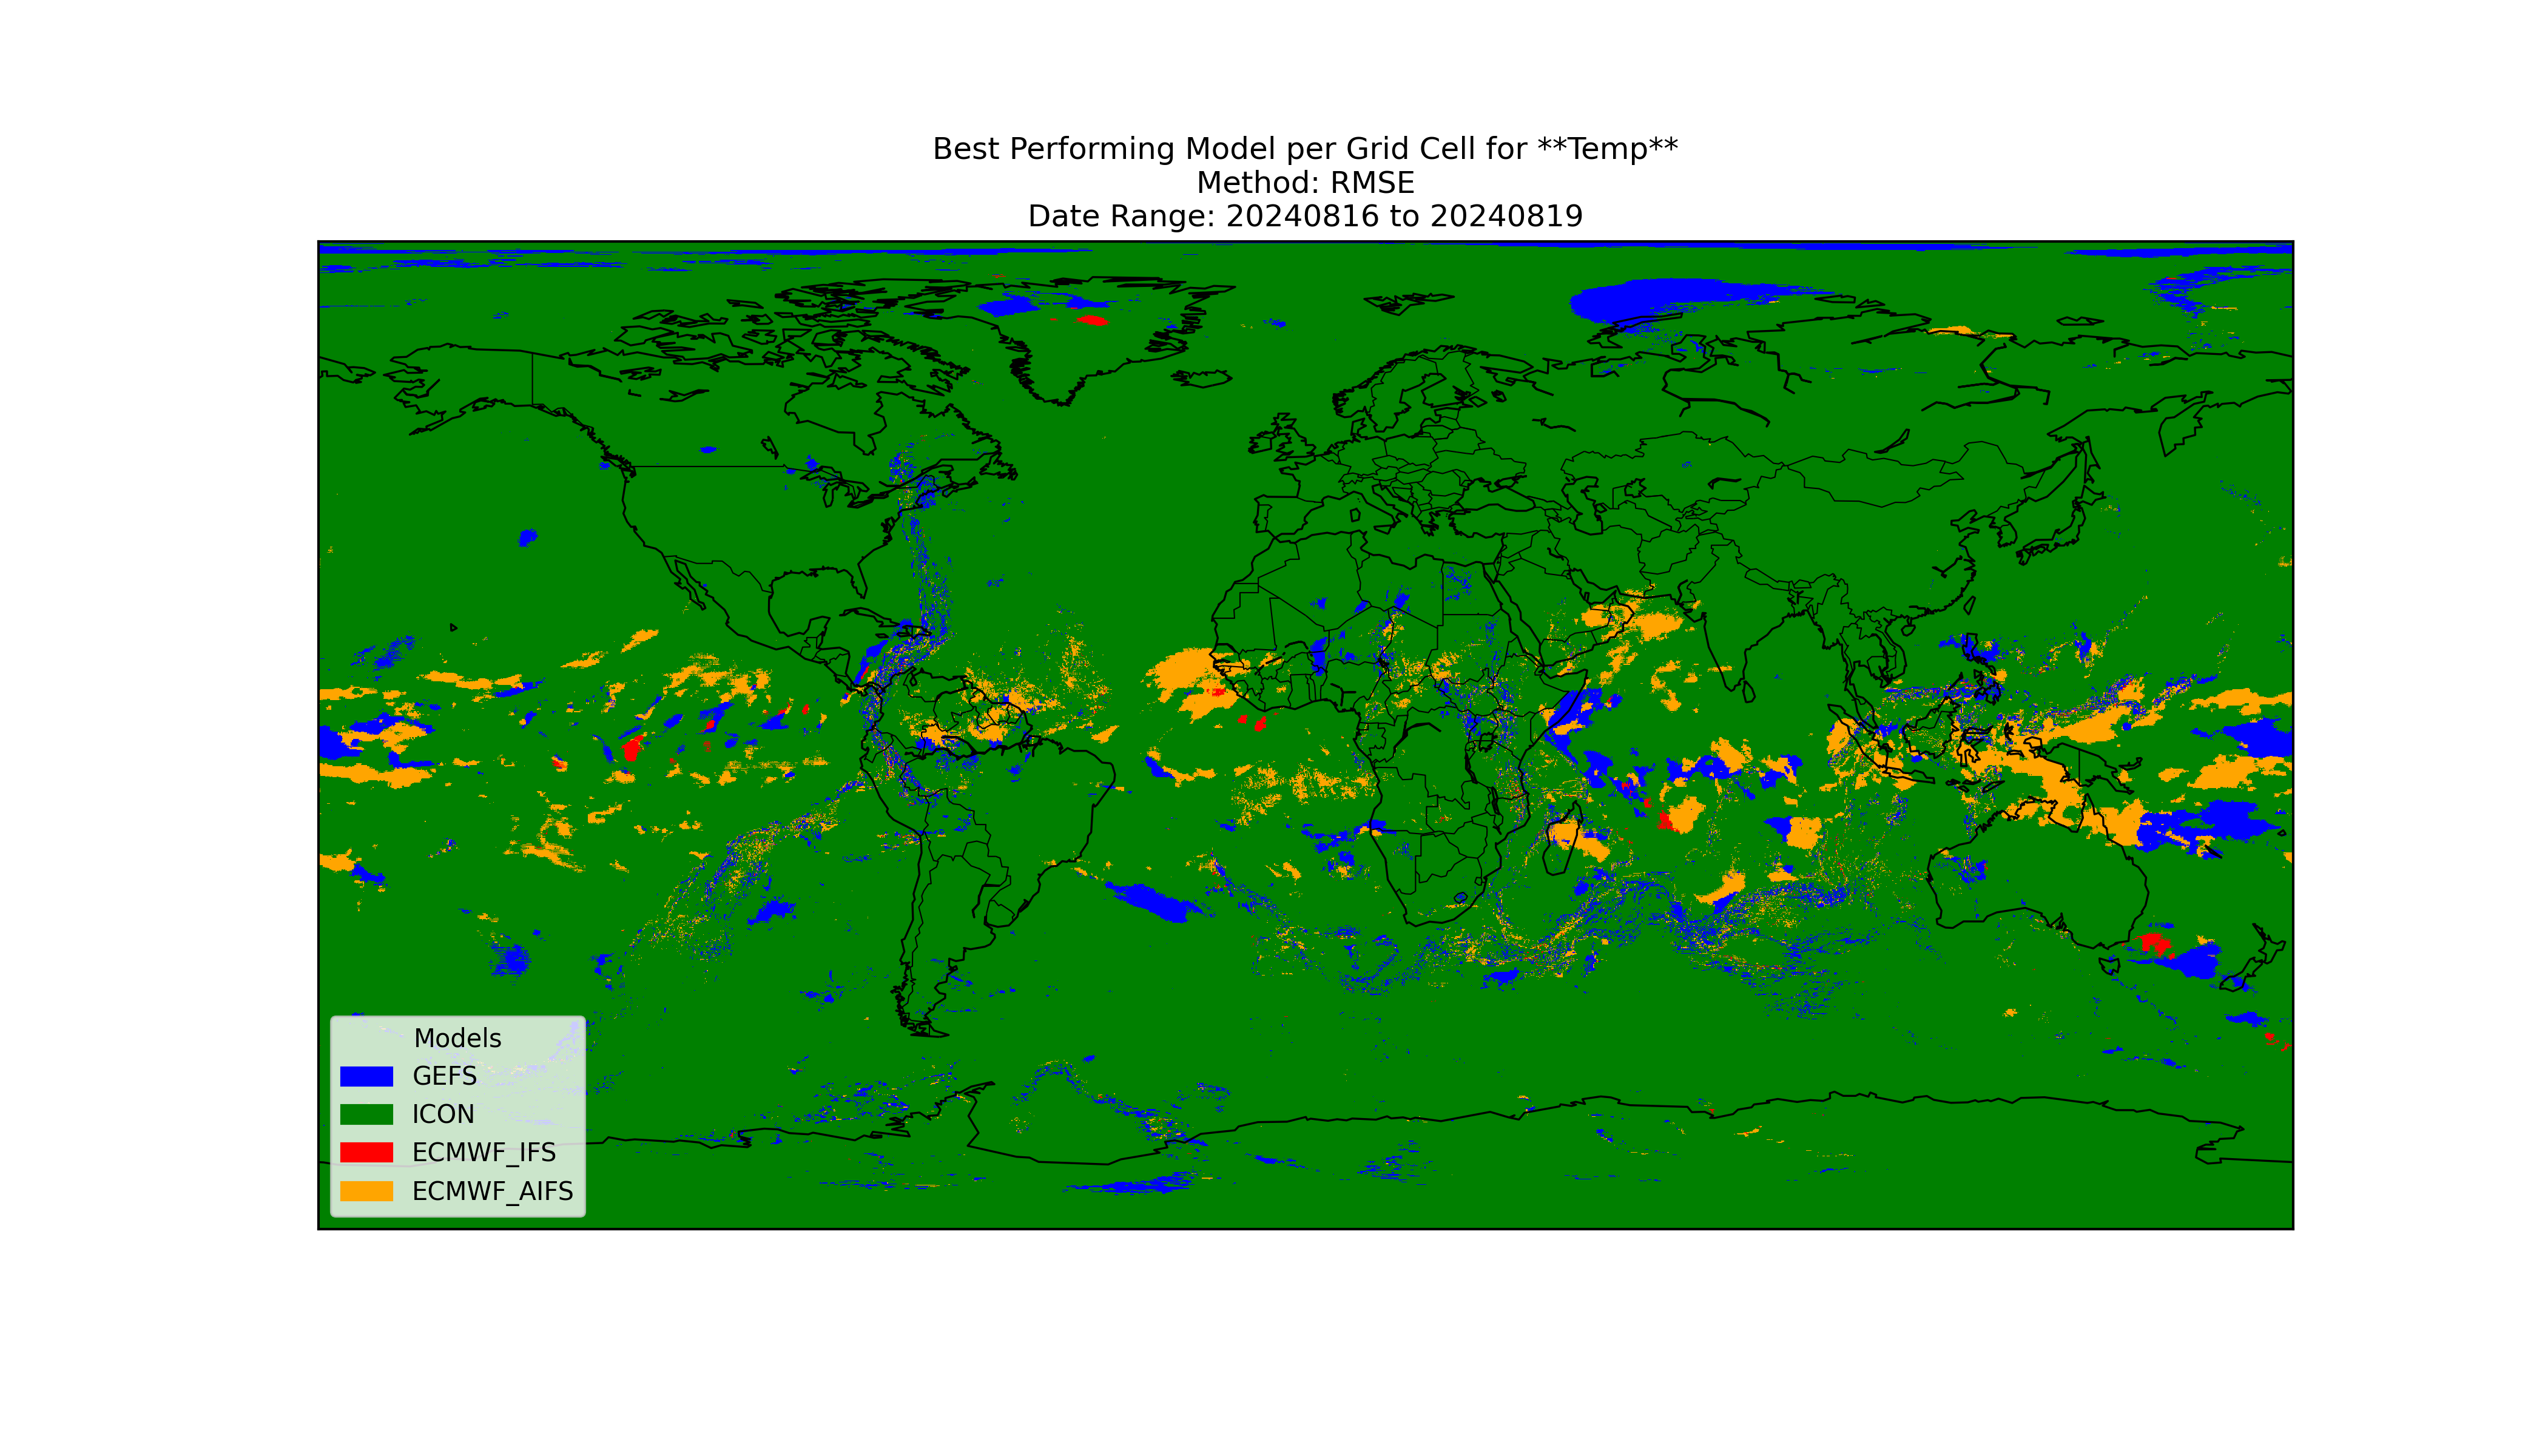 Best Performing Model per Grid Cell for **Temp**
Method: RMSE
Date Range: 20240816 to 20240819
Models
GEFS
ICON
ECMWF_IFS
ECMWF_AIFS